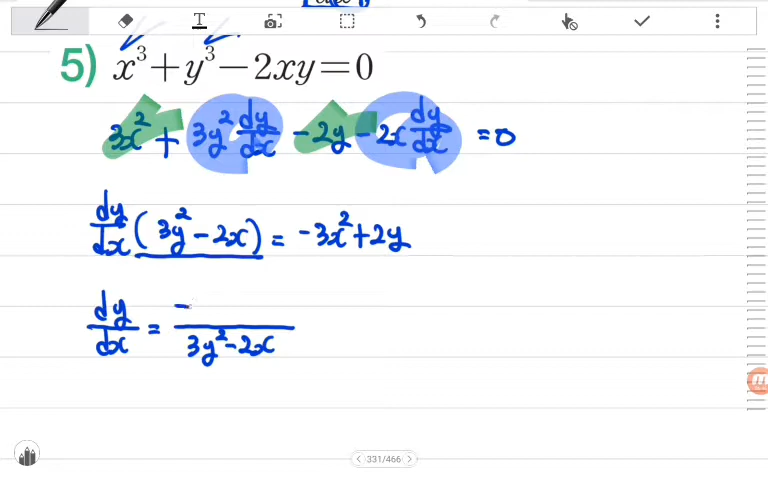 5) x³+y³−2xy=0
3x² + 3y² dy/dx −2y −2x dy/dx =0
dy/dx (3y²−2x) = −3x²+2y
dy/dx = − / 3y²−2x
331/466